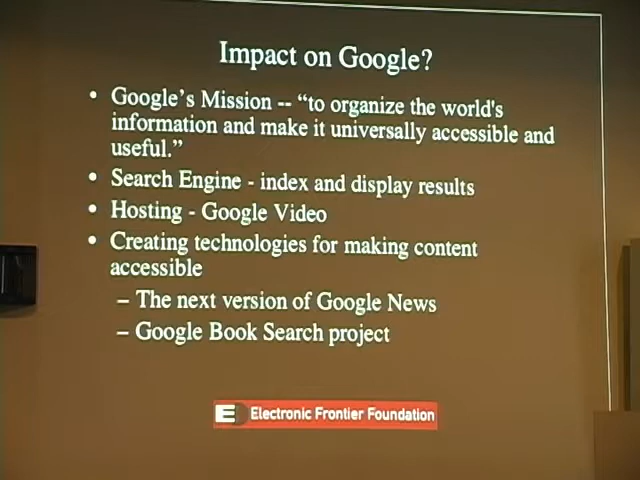 Impact on Google?
• Google's Mission -- "to organize the world's
information and make it universally accessible and
useful."
• Search Engine - index and display results
• Hosting - Google Video
• Creating technologies for making content
accessible
– The next version of Google News
– Google Book Search project
E Electronic Frontier Foundation